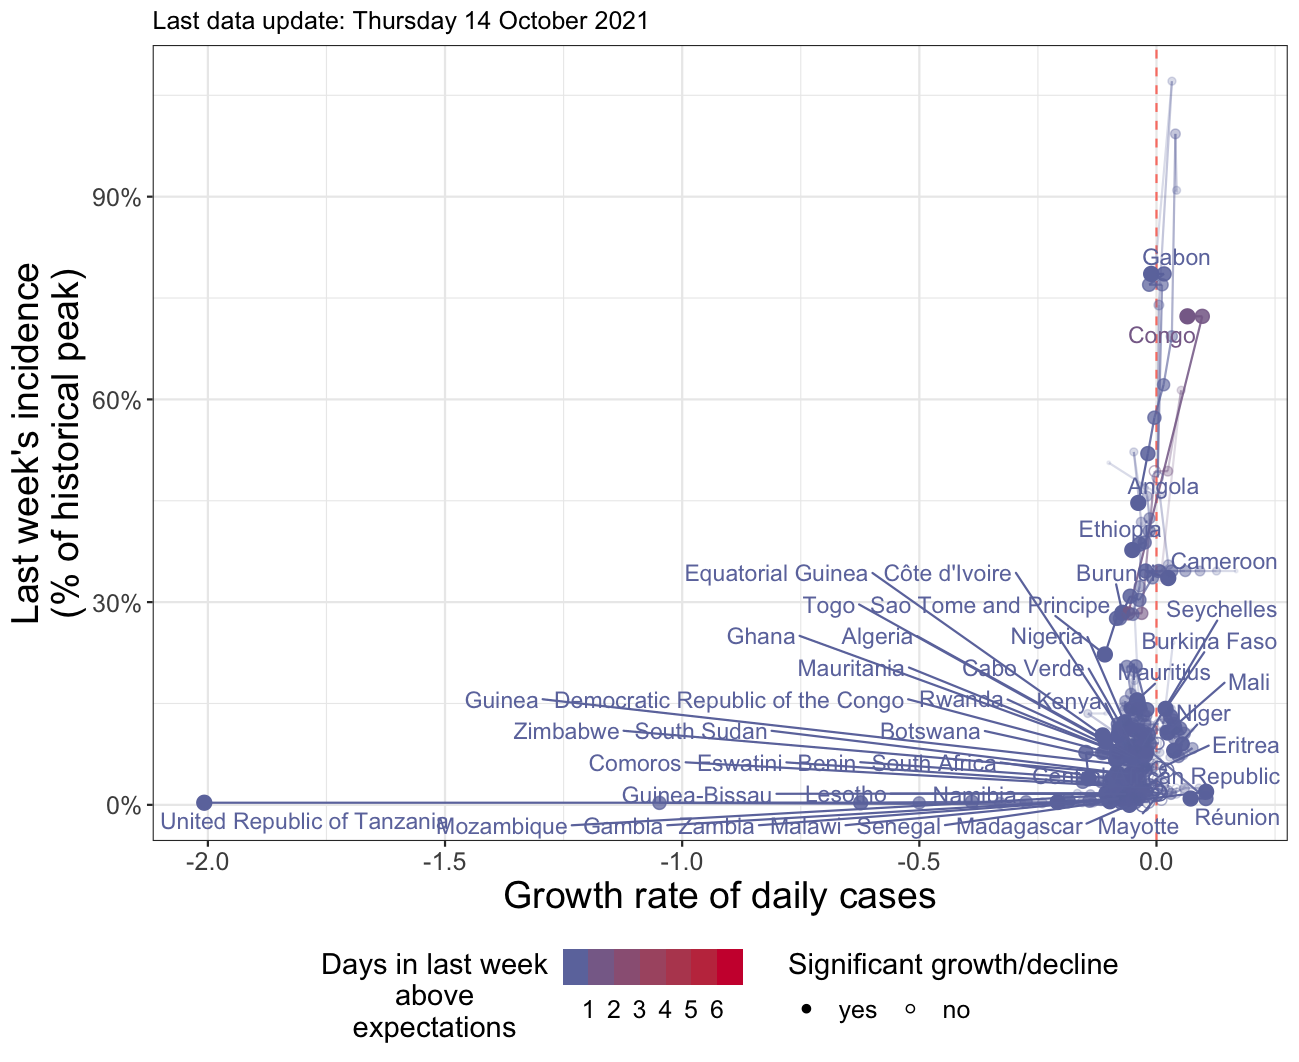 Last data update: Thursday 14 October 2021
Last week's incidence
(% of historical peak)
90%
60%
30%
0%
Gabon
Congo
Angola
Ethiopia
Cameroon
Equatorial Guinea
Côte d'Ivoire
Burundi
Togo
Sao Tome and Principe
Seychelles
Ghana
Algeria
Nigeria
Burkina Faso
Mauritania
Cabo Verde
Mauritius
Mali
Guinea
Democratic Republic of the Congo
Rwanda
Kenya
Niger
Zimbabwe
South Sudan
Botswana
Eritrea
Comoros
Eswatini
Benin
South Africa
Central African Republic
Guinea-Bissau
Lesotho
Namibia
United Republic of Tanzania
Mozambique
Gambia
Zambia
Malawi
Senegal
Madagascar
Mayotte
Réunion
-2.0
-1.5
-1.0
-0.5
0.0
Growth rate of daily cases
Days in last week
above
expectations
1 2 3 4 5 6
Significant growth/decline
yes
no